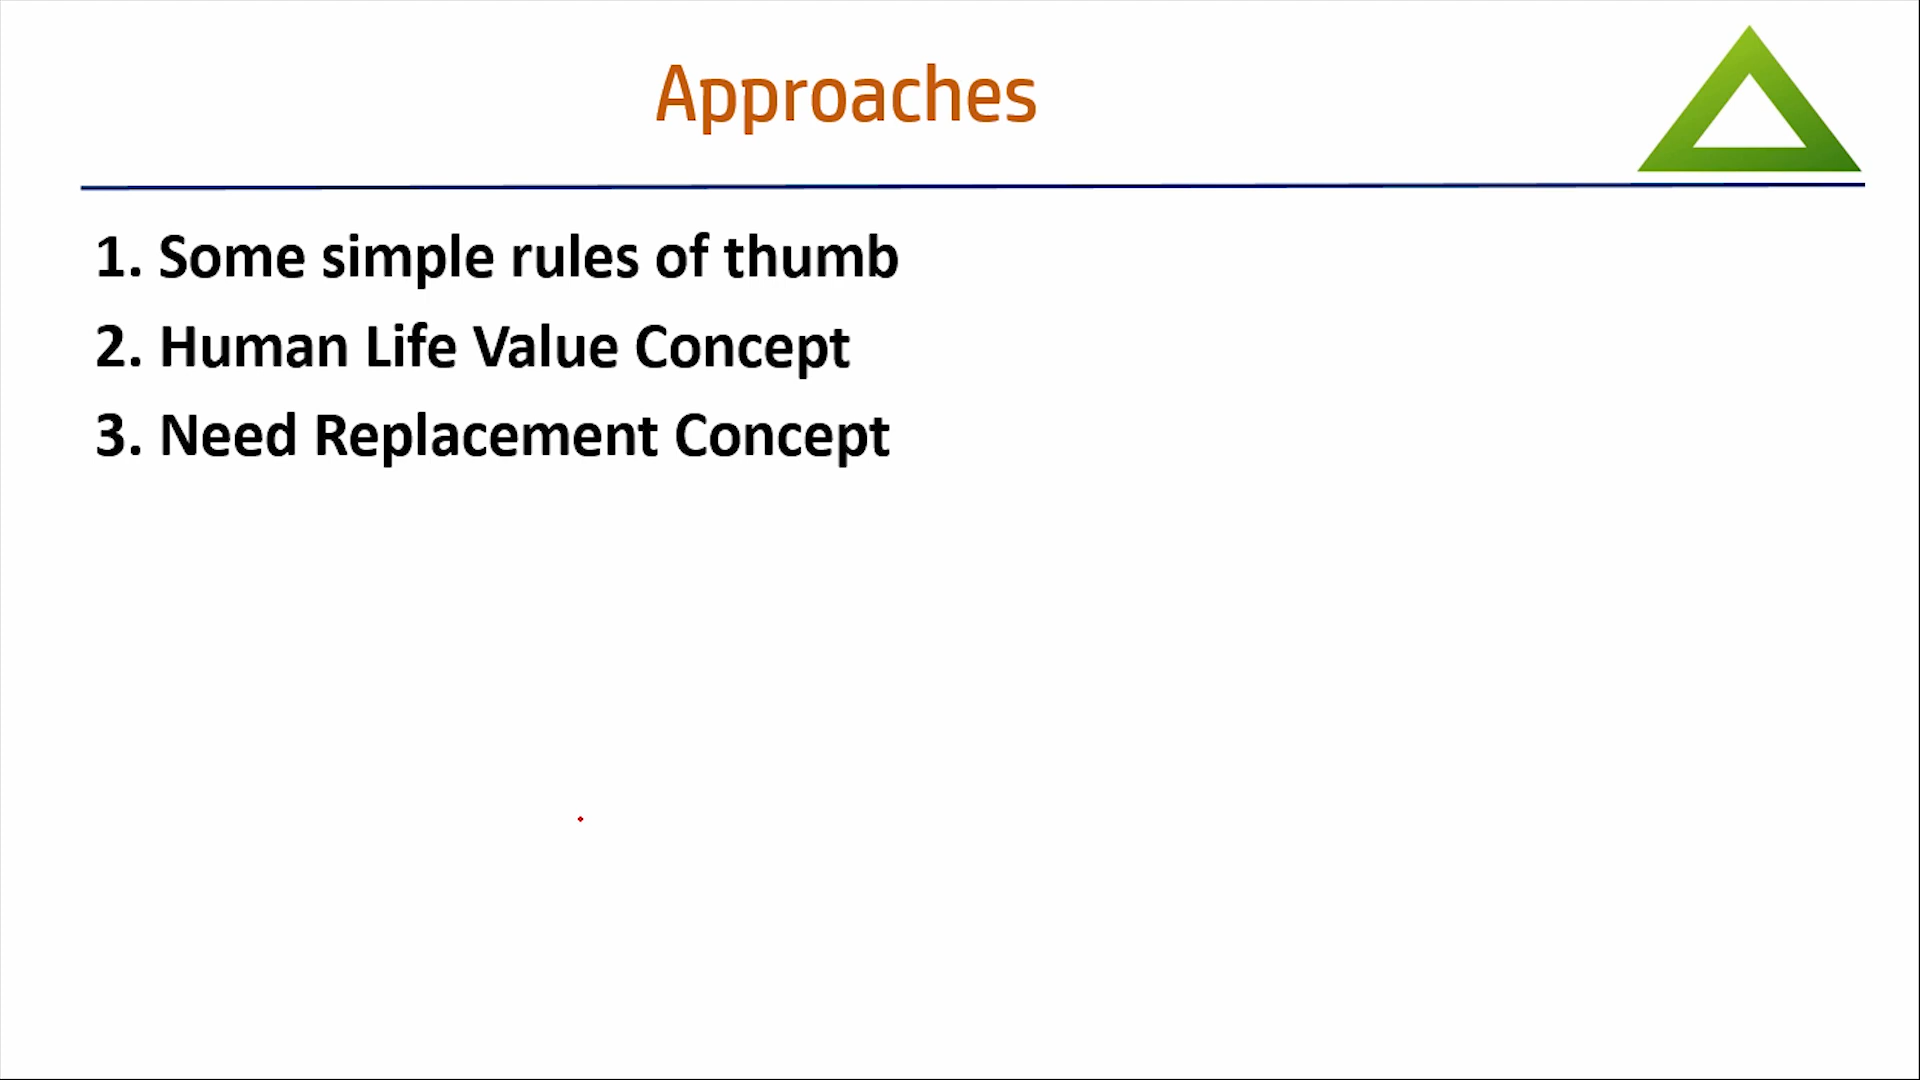 Approaches
1. Some simple rules of thumb
2. Human Life Value Concept
3. Need Replacement Concept